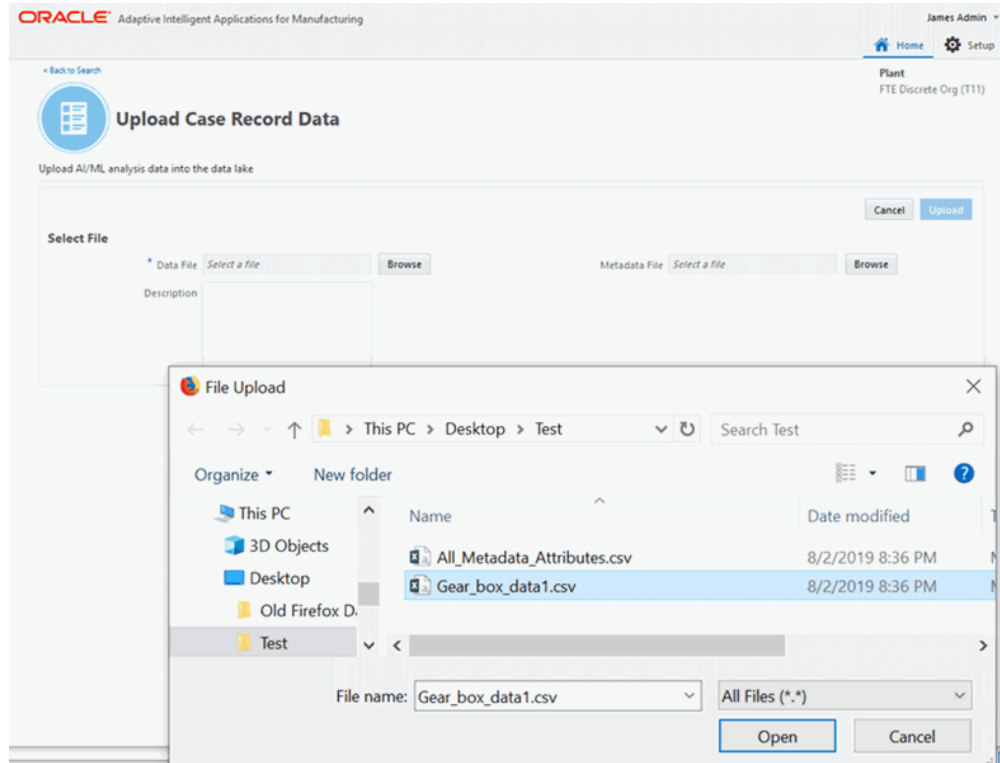 ORACLE® Adaptive Intelligent Applications for Manufacturing
James Admin
Home Setup
< Back to Search
Plant
FTE Discrete Org (T11)
Upload Case Record Data
Upload AI/ML analysis data into the data lake
Cancel Upload
Select File
* Data File Select a file Browse Metadata File Select a file Browse
Description
File Upload
This PC > Desktop > Test Search Test
Organize New folder
This PC
3D Objects
Desktop
Old Firefox D
Test
Name Date modified
All_Metadata_Attributes.csv 8/2/2019 8:36 PM
Gear_box_data1.csv 8/2/2019 8:36 PM
File name: Gear_box_data1.csv All Files (*.*)
Open Cancel